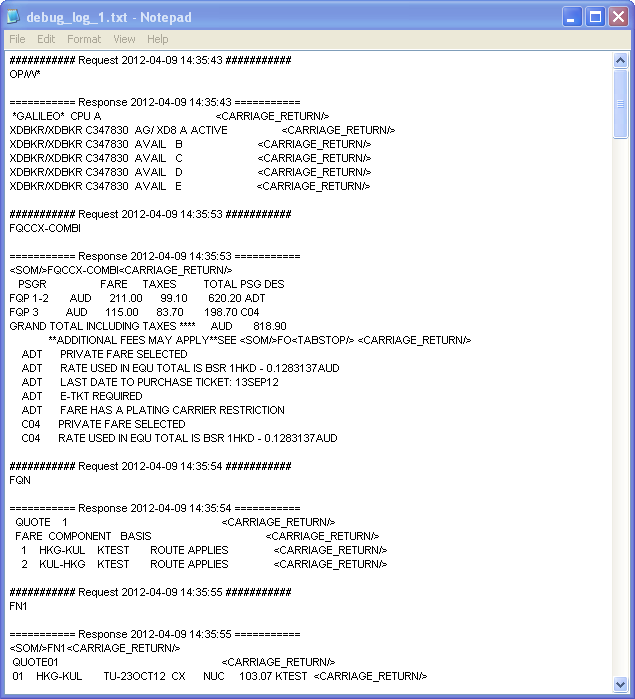 debug_log_1.txt - Notepad
File Edit Format View Help
########### Request 2012-04-09 14:35:43 ###########
OP/W*
=========== Response 2012-04-09 14:35:43 ===========
*GALILEO* CPU A <CARRIAGE_RETURN/>
XDBKR/XDBKR C347830 AG/ XD8 A ACTIVE <CARRIAGE_RETURN/>
XDBKR/XDBKR C347830 AVAIL B <CARRIAGE_RETURN/>
XDBKR/XDBKR C347830 AVAIL C <CARRIAGE_RETURN/>
XDBKR/XDBKR C347830 AVAIL D <CARRIAGE_RETURN/>
XDBKR/XDBKR C347830 AVAIL E <CARRIAGE_RETURN/>
########### Request 2012-04-09 14:35:53 ###########
FQCCX-COMBI
=========== Response 2012-04-09 14:35:53 ===========
<SOM/>FQCCX-COMBI<CARRIAGE_RETURN/>
PSGR FARE TAXES TOTAL PSG DES
FQP 1-2 AUD 211.00 99.10 620.20 ADT
FQP 3 AUD 115.00 83.70 198.70 C04
GRAND TOTAL INCLUDING TAXES **** AUD 818.90
**ADDITIONAL FEES MAY APPLY**SEE <SOM/>FO<TABSTOP/> <CARRIAGE_RETURN/>
ADT PRIVATE FARE SELECTED
ADT RATE USED IN EQU TOTAL IS BSR 1HKD - 0.1283137AUD
ADT LAST DATE TO PURCHASE TICKET: 13SEP12
ADT E-TKT REQUIRED
ADT FARE HAS A PLATING CARRIER RESTRICTION
C04 PRIVATE FARE SELECTED
C04 RATE USED IN EQU TOTAL IS BSR 1HKD - 0.1283137AUD
########### Request 2012-04-09 14:35:54 ###########
FQN
=========== Response 2012-04-09 14:35:54 ===========
QUOTE 1 <CARRIAGE_RETURN/>
FARE COMPONENT BASIS <CARRIAGE_RETURN/>
1 HKG-KUL KTEST ROUTE APPLIES <CARRIAGE_RETURN/>
2 KUL-HKG KTEST ROUTE APPLIES <CARRIAGE_RETURN/>
########### Request 2012-04-09 14:35:55 ###########
FN1
=========== Response 2012-04-09 14:35:55 ===========
<SOM/>FN1<CARRIAGE_RETURN/>
QUOTE01 <CARRIAGE_RETURN/>
01 HKG-KUL TU-23OCT12 CX NUC 103.07 KTEST <CARRIAGE_RETURN/>